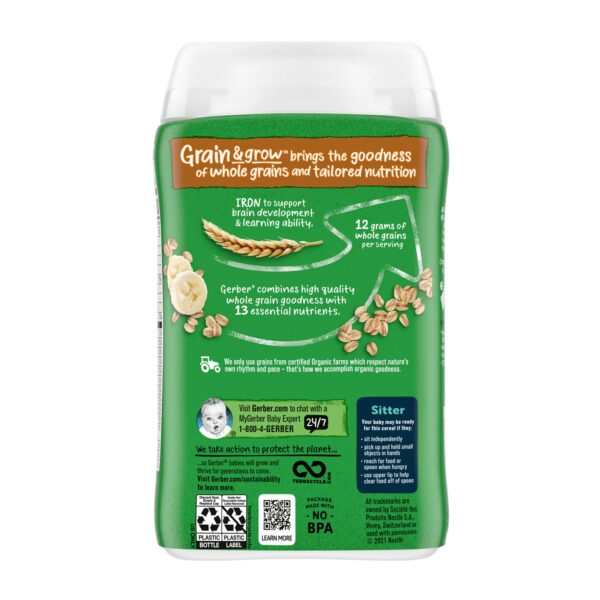 Grain & grow™ brings the goodness
of whole grains and tailored nutrition
IRON to support
brain development
& learning ability.
12 grams of
whole grains
per serving
Gerber® combines high quality
whole grain goodness with
13 essential nutrients.
We only use grains from certified Organic farms which respect nature's
own rhythm and pace – that's how we accomplish organic goodness.
Visit Gerber.com to chat with a
MyGerber Baby Expert
1-800-4-GERBER
24/7
We take action to protect the planet...
...so Gerber® babies will grow and
thrive for generations to come.
Visit Gerber.com/sustainability
to learn more.
TERRACYCLE.COM
Sitter
Your baby may be ready
for this cereal if they:
• sit independently
• pick up and hold small
objects in hands
• reach for food or
spoon when hungry
• use upper lip to help
clear food off of spoon
US ONLY
PLASTIC
BOTTLE
PLASTIC
LABEL
LEARN MORE
PACKAGE
MADE WITH
- NO -
BPA
All trademarks are
owned by Société des
Produits Nestlé S.A.,
Vevey, Switzerland or
used with permission.
© 2021 Nestlé.